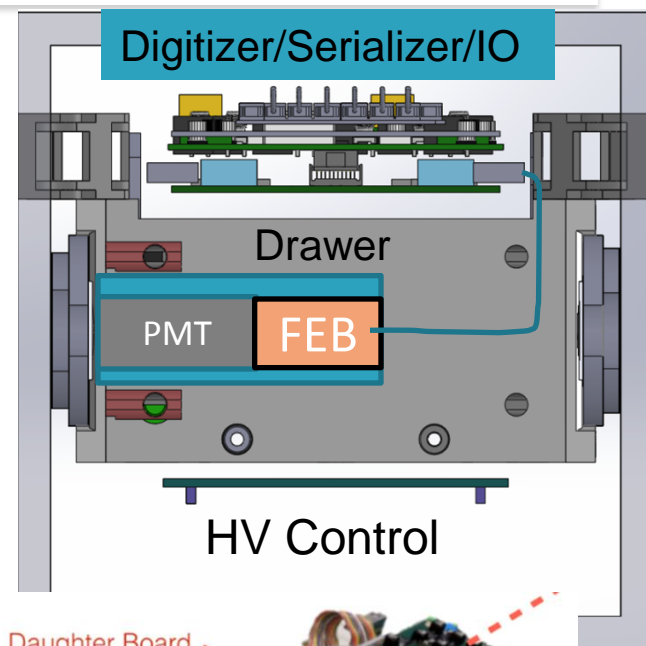 Digitizer/Serializer/IO
Drawer
PMT
FEB
HV Control
Daughter Board